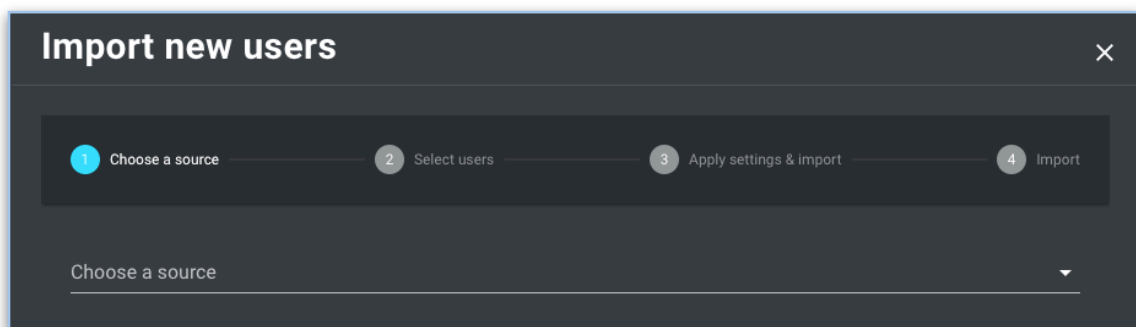 Import new users
1 Choose a source 2 Select users 3 Apply settings & import 4 Import
Choose a source